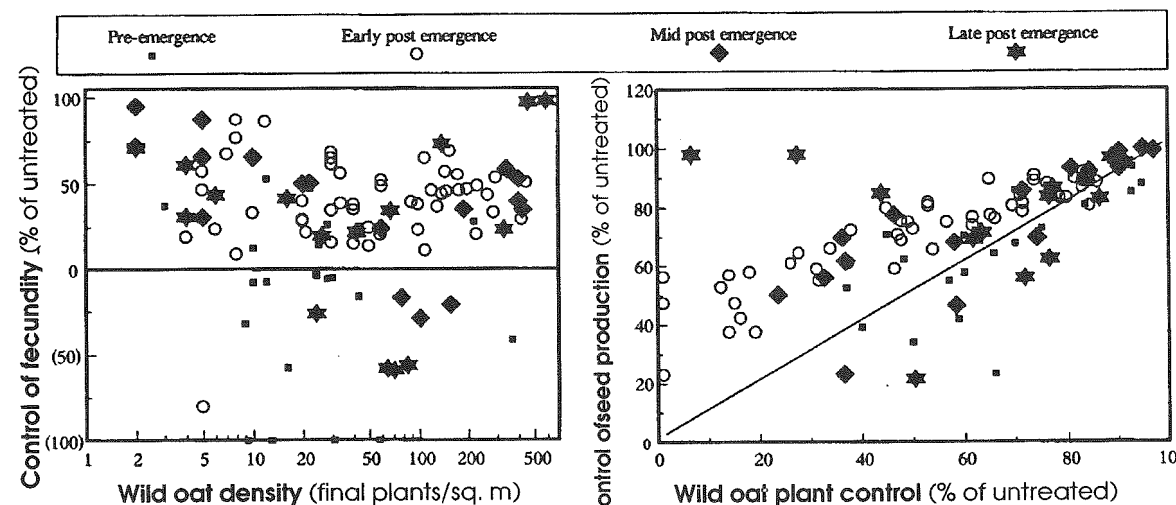 Pre-emergence Early post emergence Mid post emergence Late post emergence
Control of fecundity (% of untreated)
100
50
0
(50)
(100)
1 2 5 10 20 50 100 200 500
Wild oat density (final plants/sq. m)
ontrol ofseed production (% of untreated)
120
100
80
60
40
20
0
0 20 40 60 80 10
Wild oat plant control (% of untreated)